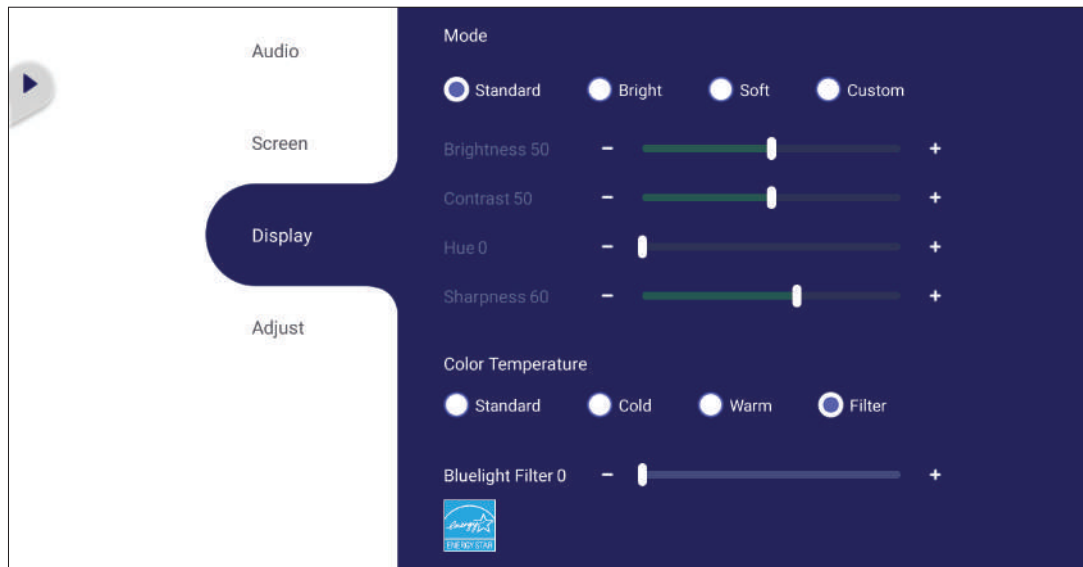 Audio
Screen
Display
Adjust
Mode
Standard Bright Soft Custom
Brightness 50 - +
Contrast 50 - +
Hue 0 - +
Sharpness 60 - +
Color Temperature
Standard Cold Warm Filter
Bluelight Filter 0 - +
energy
ENERGY STAR